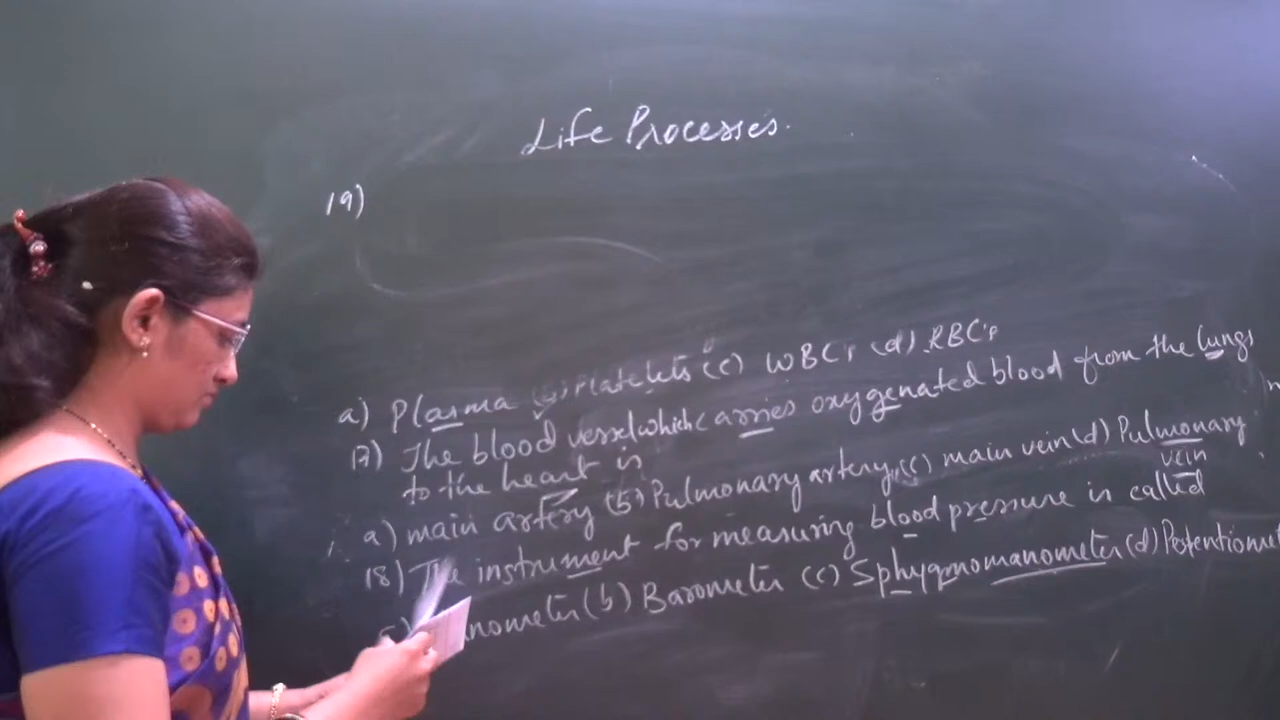 Life Processes.
19)
a) Plasma (b) Platelets (c) WBC's (d) RBC's
17) The blood vessel which carries oxygenated blood from the lungs
to the heart is
a) main artery (b) Pulmonary artery (c) main vein (d) Pulmonary
vein
18) The instrument for measuring blood pressure is called
(b) Barometer (c) Sphygmomanometer (d)